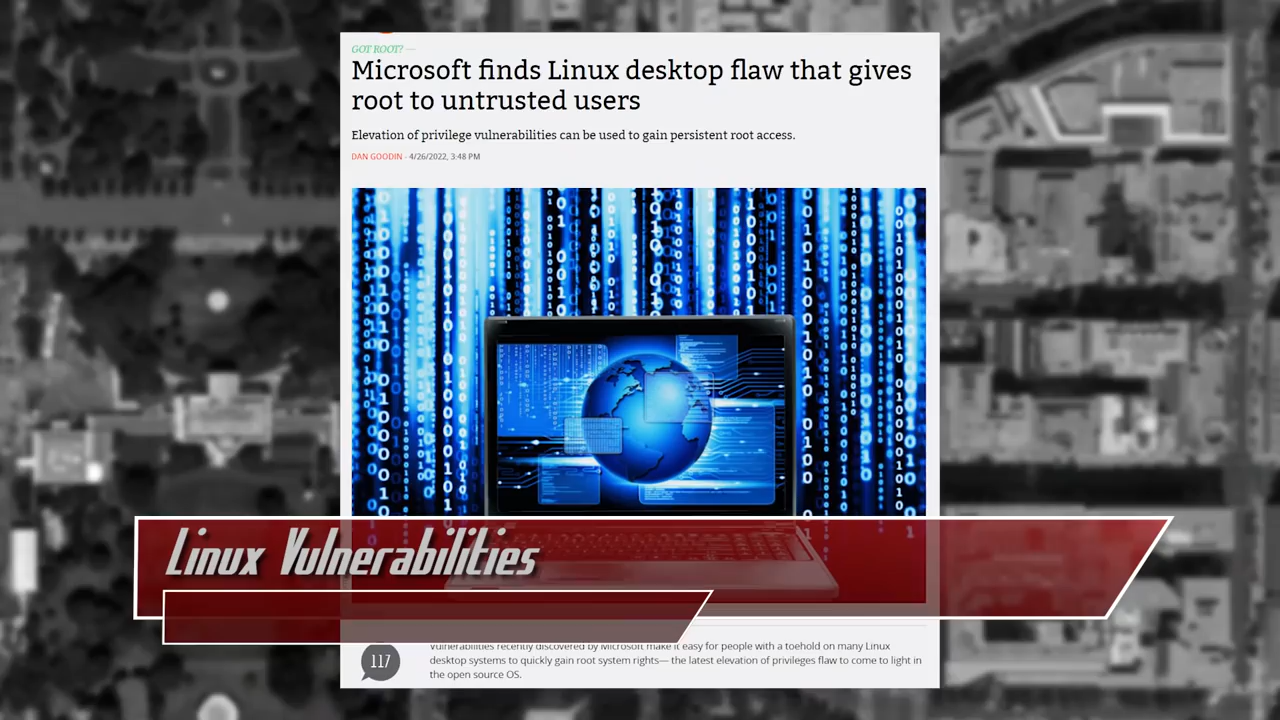 GOT ROOT? —
Microsoft finds Linux desktop flaw that gives
root to untrusted users
Elevation of privilege vulnerabilities can be used to gain persistent root access.
DAN GOODIN - 4/26/2022, 3:48 PM
Linux Vulnerabilities
117
Vulnerabilities recently discovered by Microsoft make it easy for people with a toehold on many Linux
desktop systems to quickly gain root system rights— the latest elevation of privileges flaw to come to light in
the open source OS.